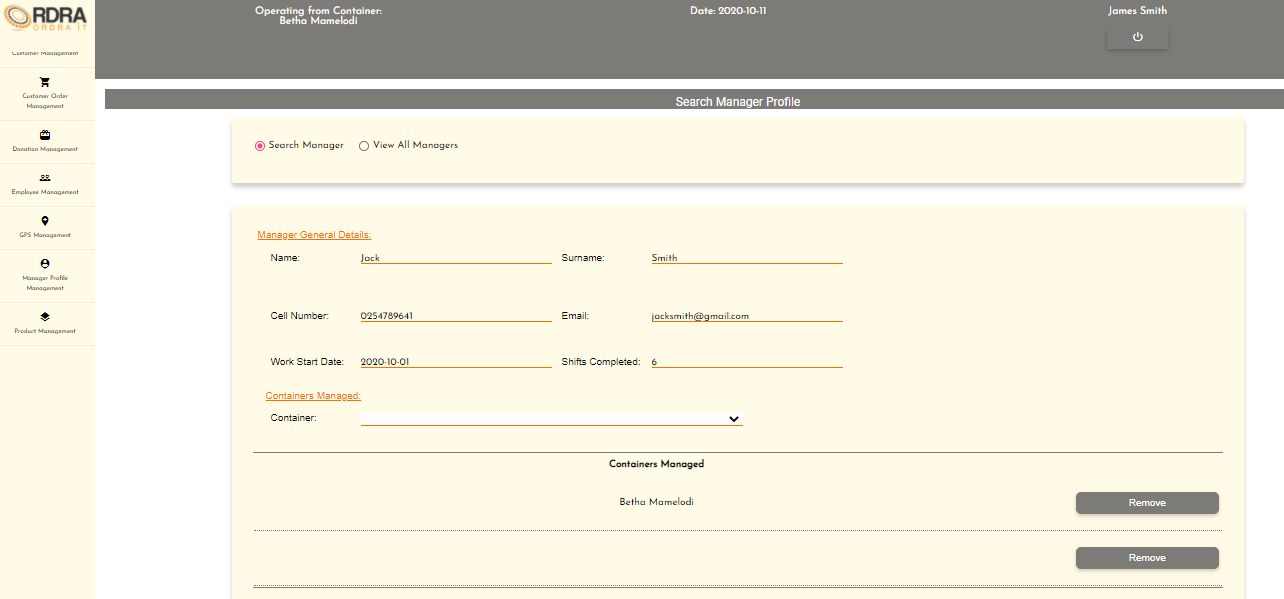 RDRA
ORDRA IT
Operating from Container:
Betha Mamelodi
Date: 2020-10-11
James Smith
Customer Management
Customer Order
Management
Donation Management
Employee Management
GPS Management
Manager Profile
Management
Product Management
Search Manager Profile
Search Manager
View All Managers
Manager General Details:
Name: Jack Surname: Smith
Cell Number: 0254789641 Email: jacksmith@gmail.com
Work Start Date: 2020-10-01 Shifts Completed: 6
Containers Managed:
Container:
Containers Managed
Betha Mamelodi Remove
Remove